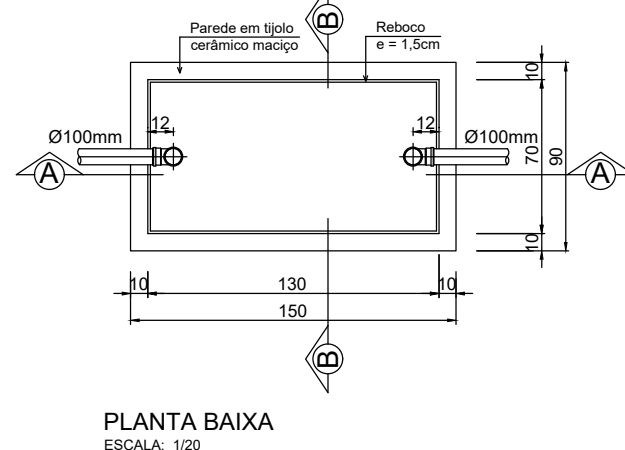 B
Parede em tijolo
cerâmico maciço
Reboco
e = 1,5cm
10
12
12
Ø100mm
Ø100mm
70
90
A
A
10
10
130
10
150
B
PLANTA BAIXA
ESCALA: 1/20